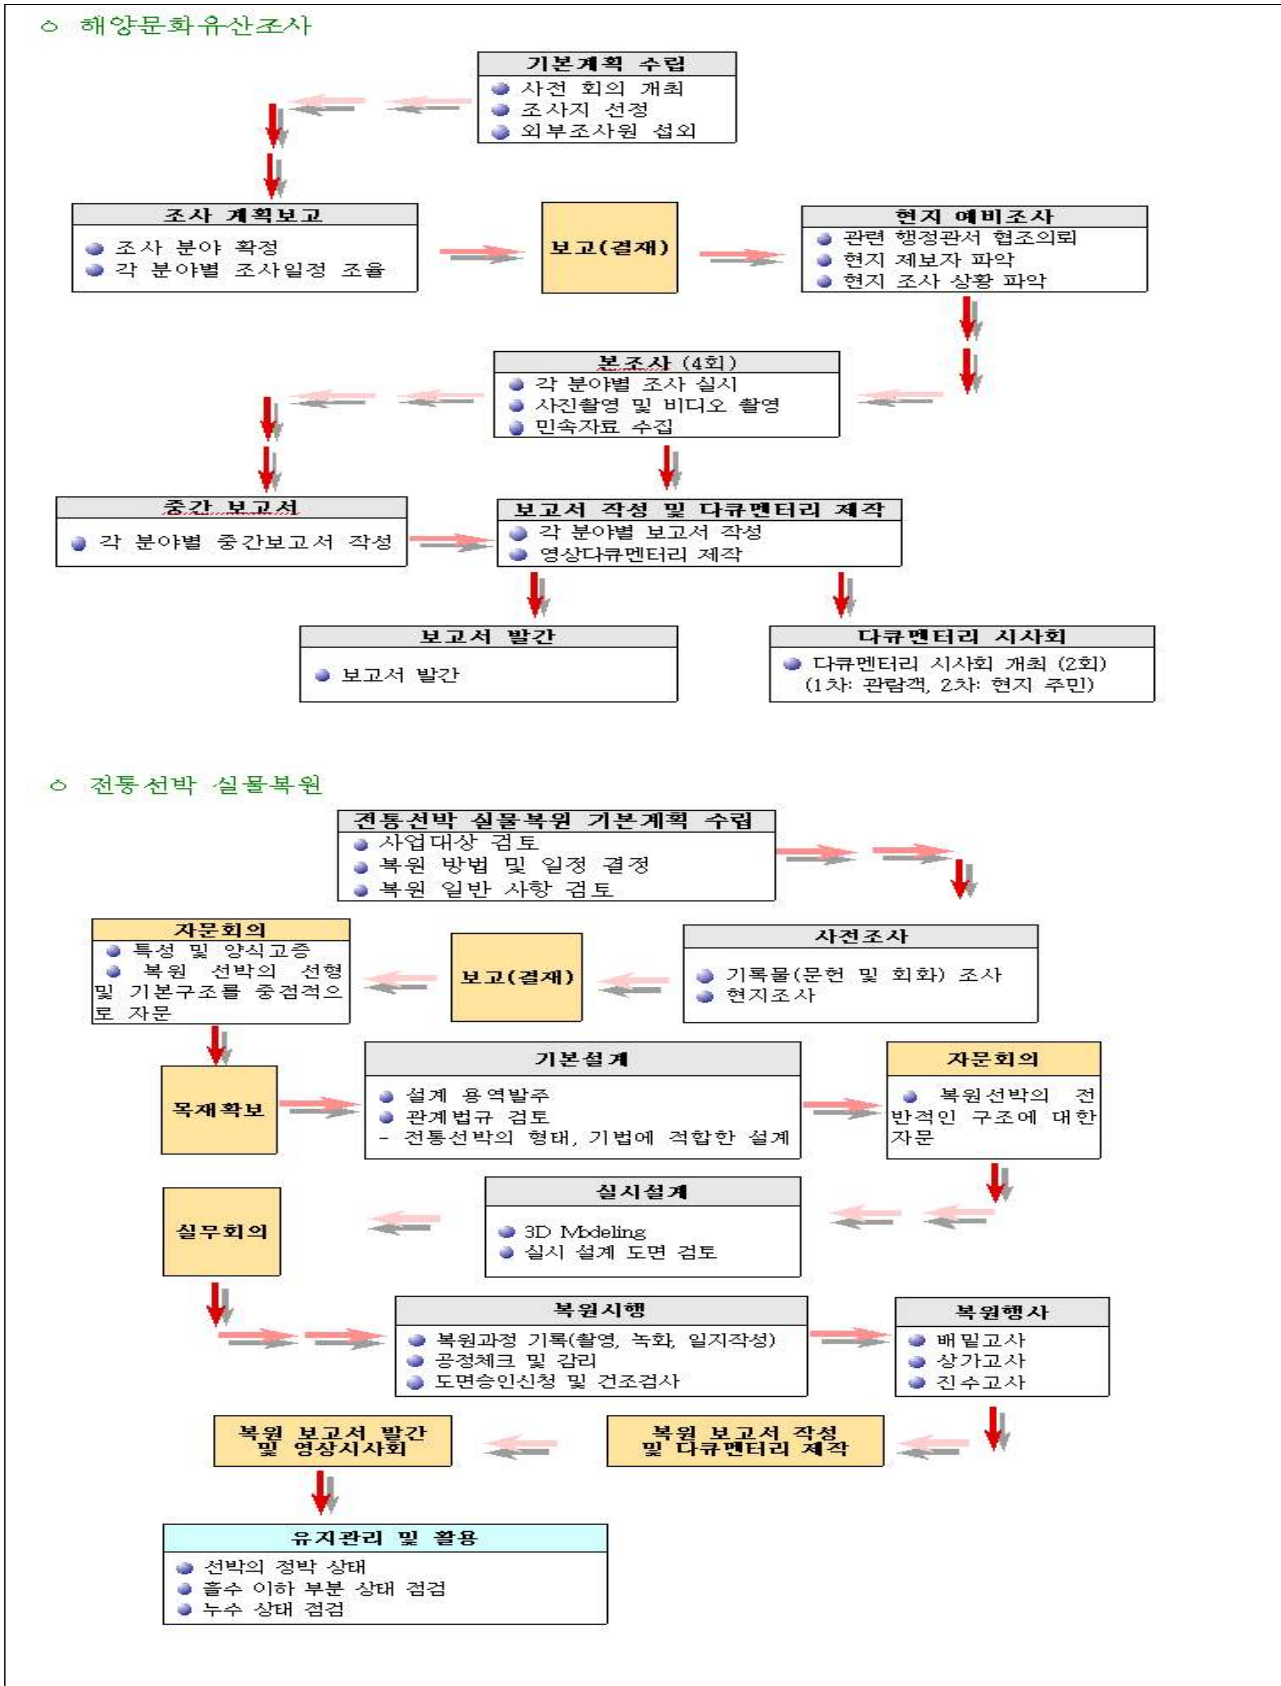 ㅇ 해양문화유산조사
기본계획 수립
사전 회의 개최
조사지 선정
외부조사원 섭외
조사 계획보고
조사 분야 확정
각 분야별 조사일정 조율
보고(결재)
현지 예비조사
관련 행정관서 협조의뢰
현지 제보자 파악
현지 조사 상황 파악
본조사 (4회)
각 분야별 조사 실시
사진촬영 및 비디오 촬영
민속자료 수집
중간 보고서
각 분야별 중간보고서 작성
보고서 작성 및 다큐멘터리 제작
각 분야별 보고서 작성
영상다큐멘터리 제작
보고서 발간
보고서 발간
다큐멘터리 시사회
다큐멘터리 시사회 개최 (2회)
(1차: 관람객, 2차: 현지 주민)
ㅇ 전통선박 실물복원
전통선박 실물복원 기본계획 수립
사업대상 검토
복원 방법 및 일정 결정
복원 일반 사항 검토
사전조사
기록물(문헌 및 회화) 조사
현지조사
보고(결재)
자문회의
특성 및 양식고증
복원 선박의 선형
및 기본구조를 중점적으
로 자문
목재확보
기본설계
설계 용역발주
관계법규 검토
- 전통선박의 형태, 기법에 적합한 설계
자문회의
복원선박의 전
반적인 구조에 대한
자문
실시설계
3D Modeling
실시 설계 도면 검토
실무회의
복원시행
복원과정 기록(촬영, 녹화, 일지작성)
공정체크 및 감리
도면승인신청 및 건조검사
복원행사
배밑고사
상가고사
진수고사
복원 보고서 작성
및 다큐멘터리 제작
복원 보고서 발간
및 영상시사회
유지관리 및 활용
선박의 정박 상태
흘수 이하 부분 상태 점검
누수 상태 점검